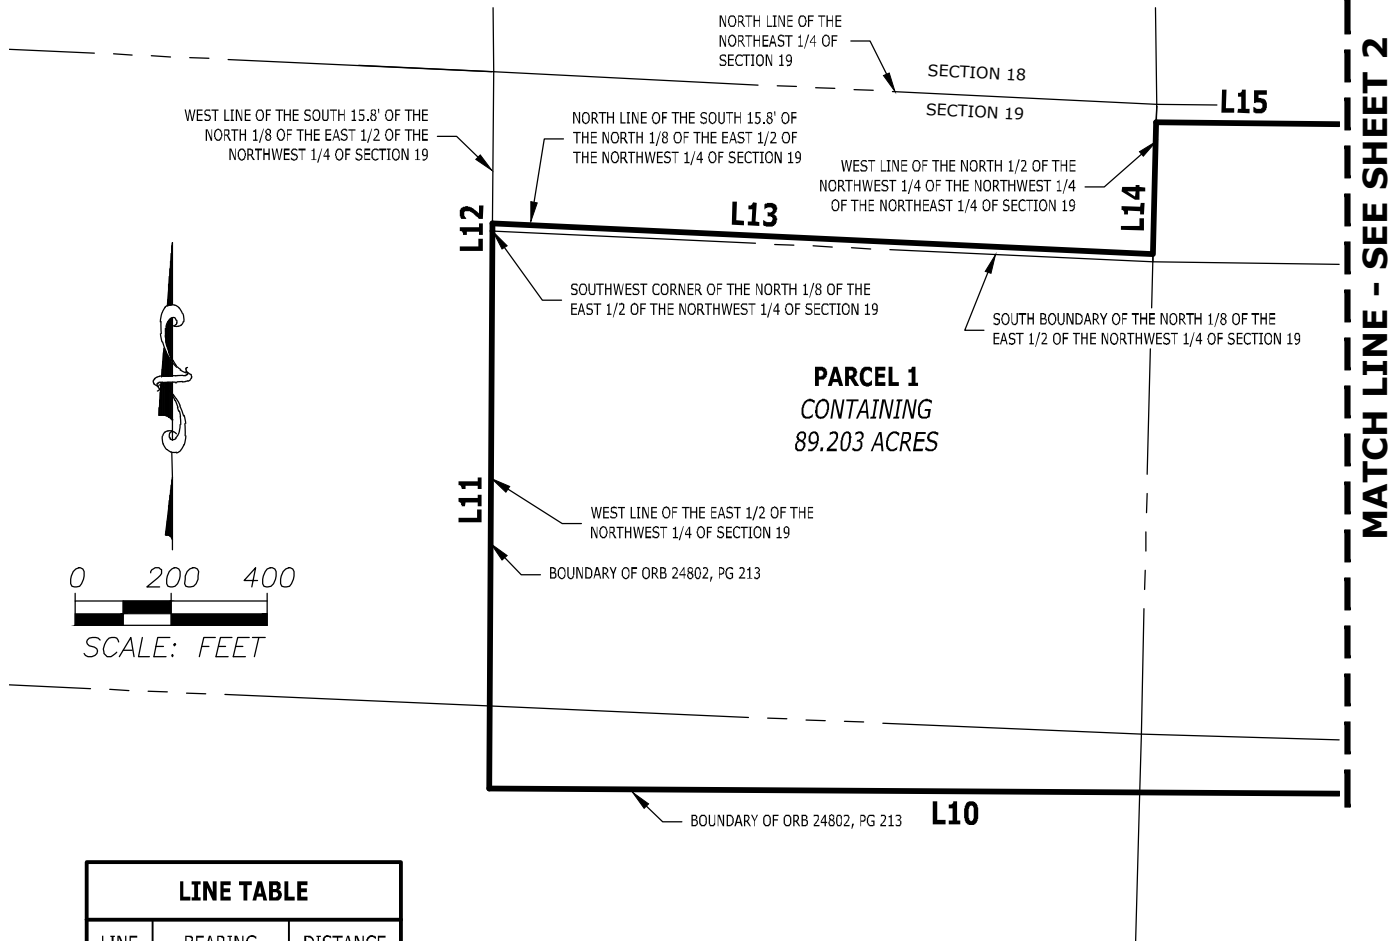 NORTH LINE OF THE
NORTHEAST 1/4 OF
SECTION 19
SECTION 18
SECTION 19
L15
WEST LINE OF THE SOUTH 15.8' OF THE
NORTH 1/8 OF THE EAST 1/2 OF THE
NORTHWEST 1/4 OF SECTION 19
NORTH LINE OF THE SOUTH 15.8' OF
THE NORTH 1/8 OF THE EAST 1/2 OF
THE NORTHWEST 1/4 OF SECTION 19
WEST LINE OF THE NORTH 1/2 OF THE
NORTHWEST 1/4 OF THE NORTHWEST 1/4
OF THE NORTHEAST 1/4 OF SECTION 19
L12
L13
L14
MATCH LINE - SEE SHEET 2
SOUTHWEST CORNER OF THE NORTH 1/8 OF THE
EAST 1/2 OF THE NORTHWEST 1/4 OF SECTION 19
SOUTH BOUNDARY OF THE NORTH 1/8 OF THE
EAST 1/2 OF THE NORTHWEST 1/4 OF SECTION 19
PARCEL 1
CONTAINING
89.203 ACRES
L11
WEST LINE OF THE EAST 1/2 OF THE
NORTHWEST 1/4 OF SECTION 19
BOUNDARY OF ORB 24802, PG 213
0 200 400
SCALE: FEET
BOUNDARY OF ORB 24802, PG 213
L10
LINE TABLE
LINE BEARING DISTANCE